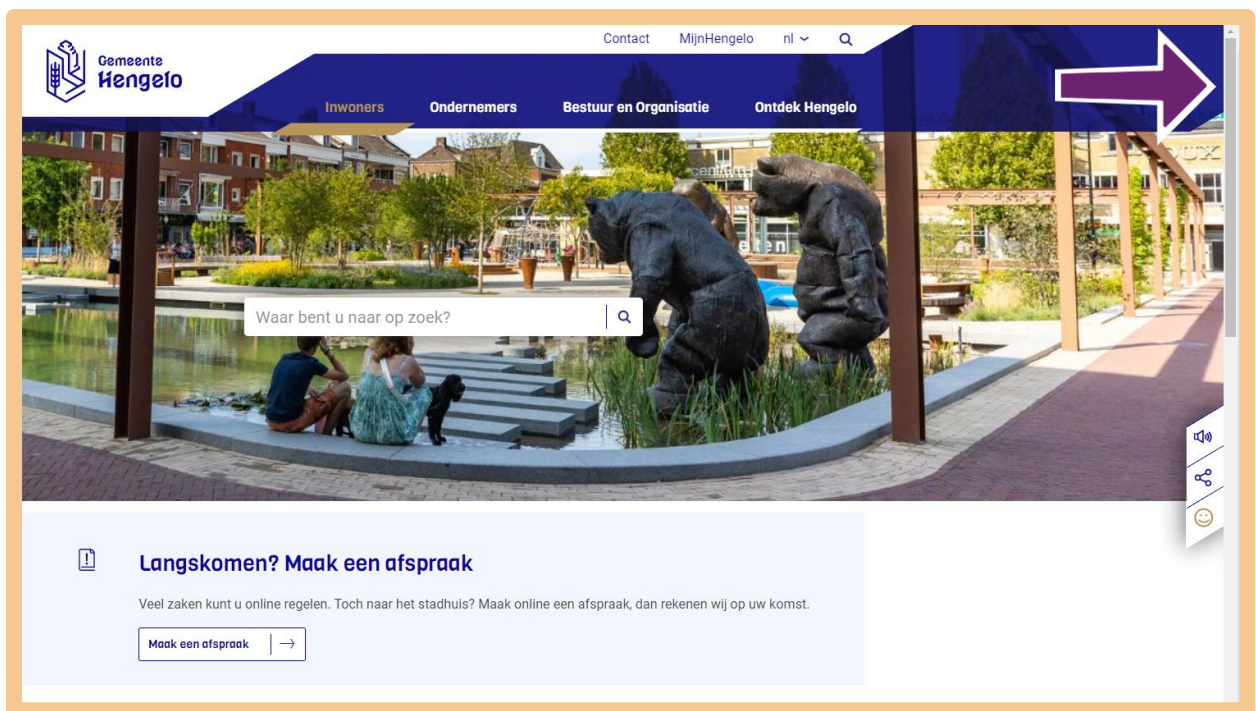 Contact MijnHengelo nl
Gemeente
Hengelo
Inwoners Ondernemers Bestuur en Organisatie Ontdek Hengelo
centrum
Waar bent u naar op zoek?
Langskomen? Maak een afspraak
Veel zaken kunt u online regelen. Toch naar het stadhuis? Maak online een afspraak, dan rekenen wij op uw komst.
Maak een afspraak